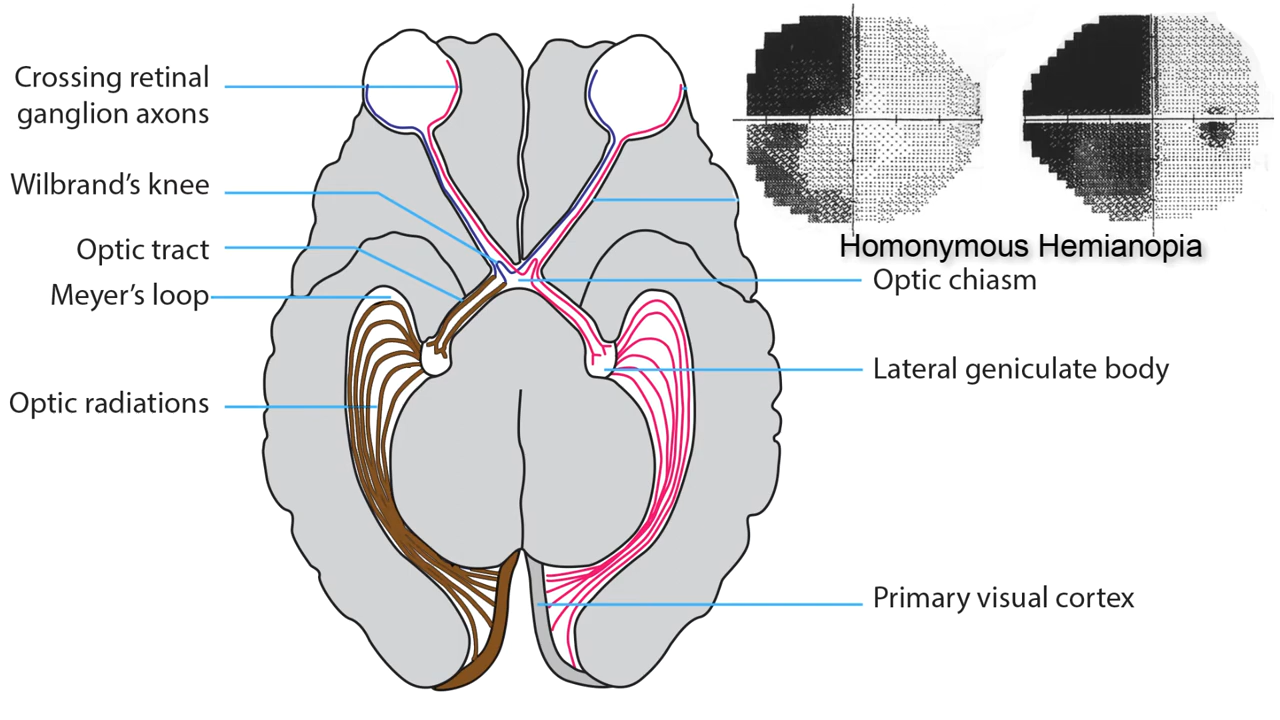 Crossing retinal
ganglion axons
Wilbrand’s knee
Optic tract
Meyer’s loop
Optic radiations
Homonymous Hemianopia
Optic chiasm
Lateral geniculate body
Primary visual cortex